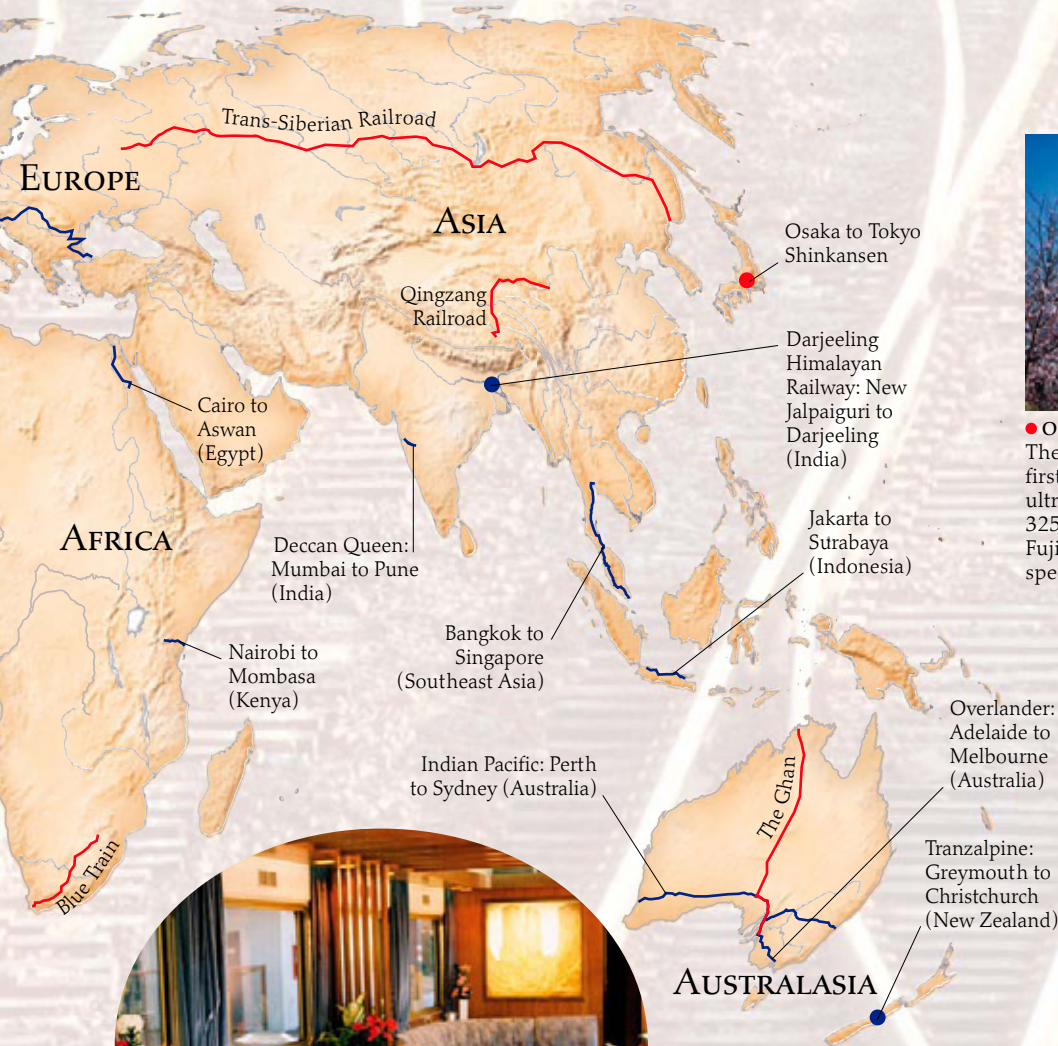 Trans-Siberian Railroad
EUROPE
ASIA
Osaka to Tokyo
Shinkansen
Qingzang
Railroad
Darjeeling
Himalayan
Railway: New
Jalpaiguri to
Darjeeling
(India)
Cairo to
Aswan
(Egypt)
AFRICA
Deccan Queen:
Mumbai to Pune
(India)
Jakarta to
Surabaya
(Indonesia)
Bangkok to
Singapore
(Southeast Asia)
Nairobi to
Mombasa
(Kenya)
Overlander:
Adelaide to
Melbourne
(Australia)
Indian Pacific: Perth
to Sydney (Australia)
The Ghan
Blue Train
Tranzalpine:
Greymouth to
Christchurch
(New Zealand)
AUSTRALASIA
O
The
first
ultr
325
Fuji
spe